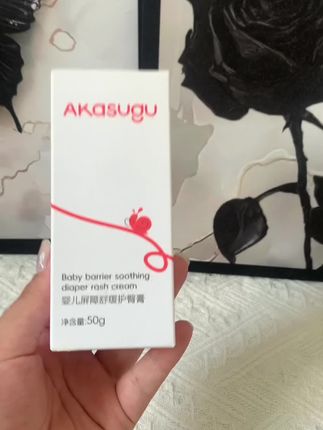 AKasugu
Baby barrier soothing
diaper rash cream
婴儿屏障舒缓护臀膏
净含量:50g